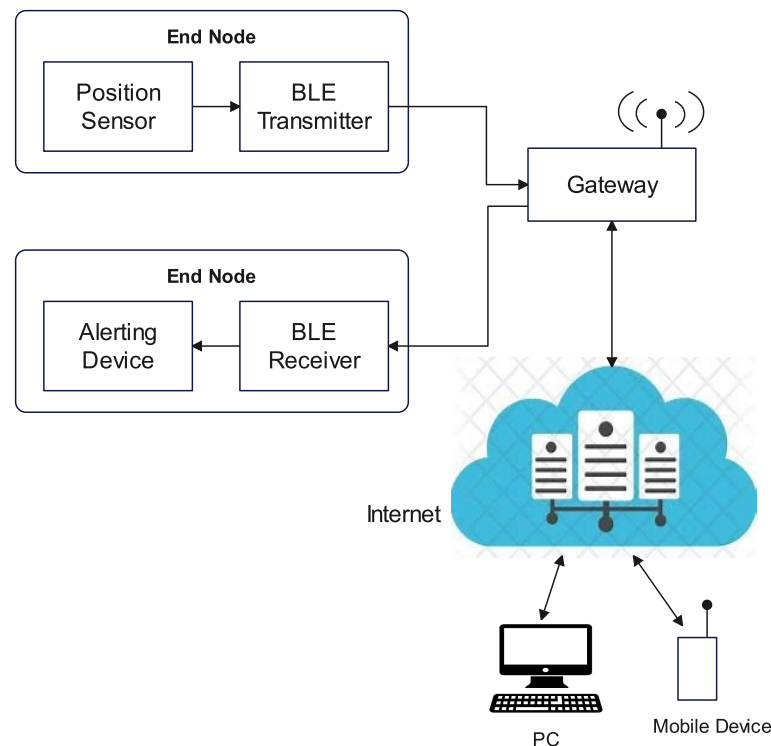 End Node
Position
Sensor
BLE
Transmitter
Gateway
End Node
Alerting
Device
BLE
Receiver
Internet
PC
Mobile Device